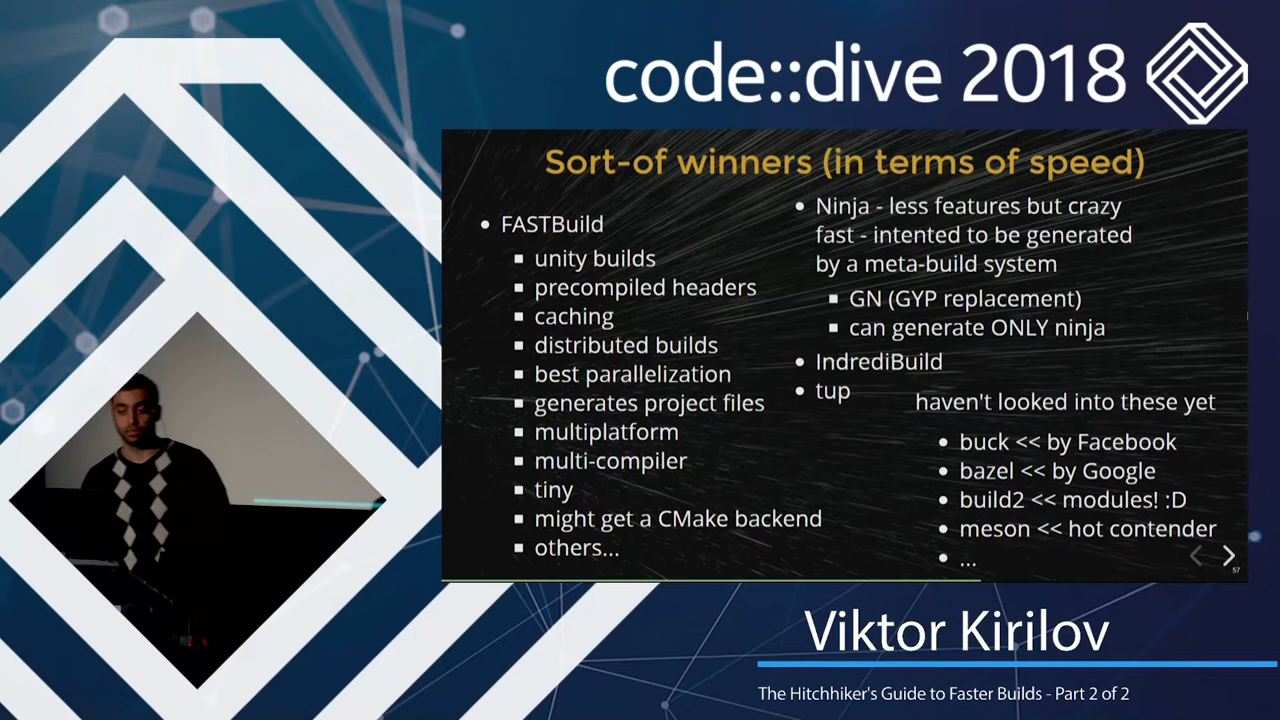 code::dive 2018
Sort-of winners (in terms of speed)
FASTBuild
unity builds
precompiled headers
caching
distributed builds
best parallelization
generates project files
multiplatform
multi-compiler
tiny
might get a CMake backend
others...
Ninja - less features but crazy
fast - intented to be generated
by a meta-build system
GN (GYP replacement)
can generate ONLY ninja
IndrediBuild
tup
haven't looked into these yet
buck << by Facebook
bazel << by Google
build2 << modules! :D
meson << hot contender
...
57
Viktor Kirilov
The Hitchhiker's Guide to Faster Builds - Part 2 of 2